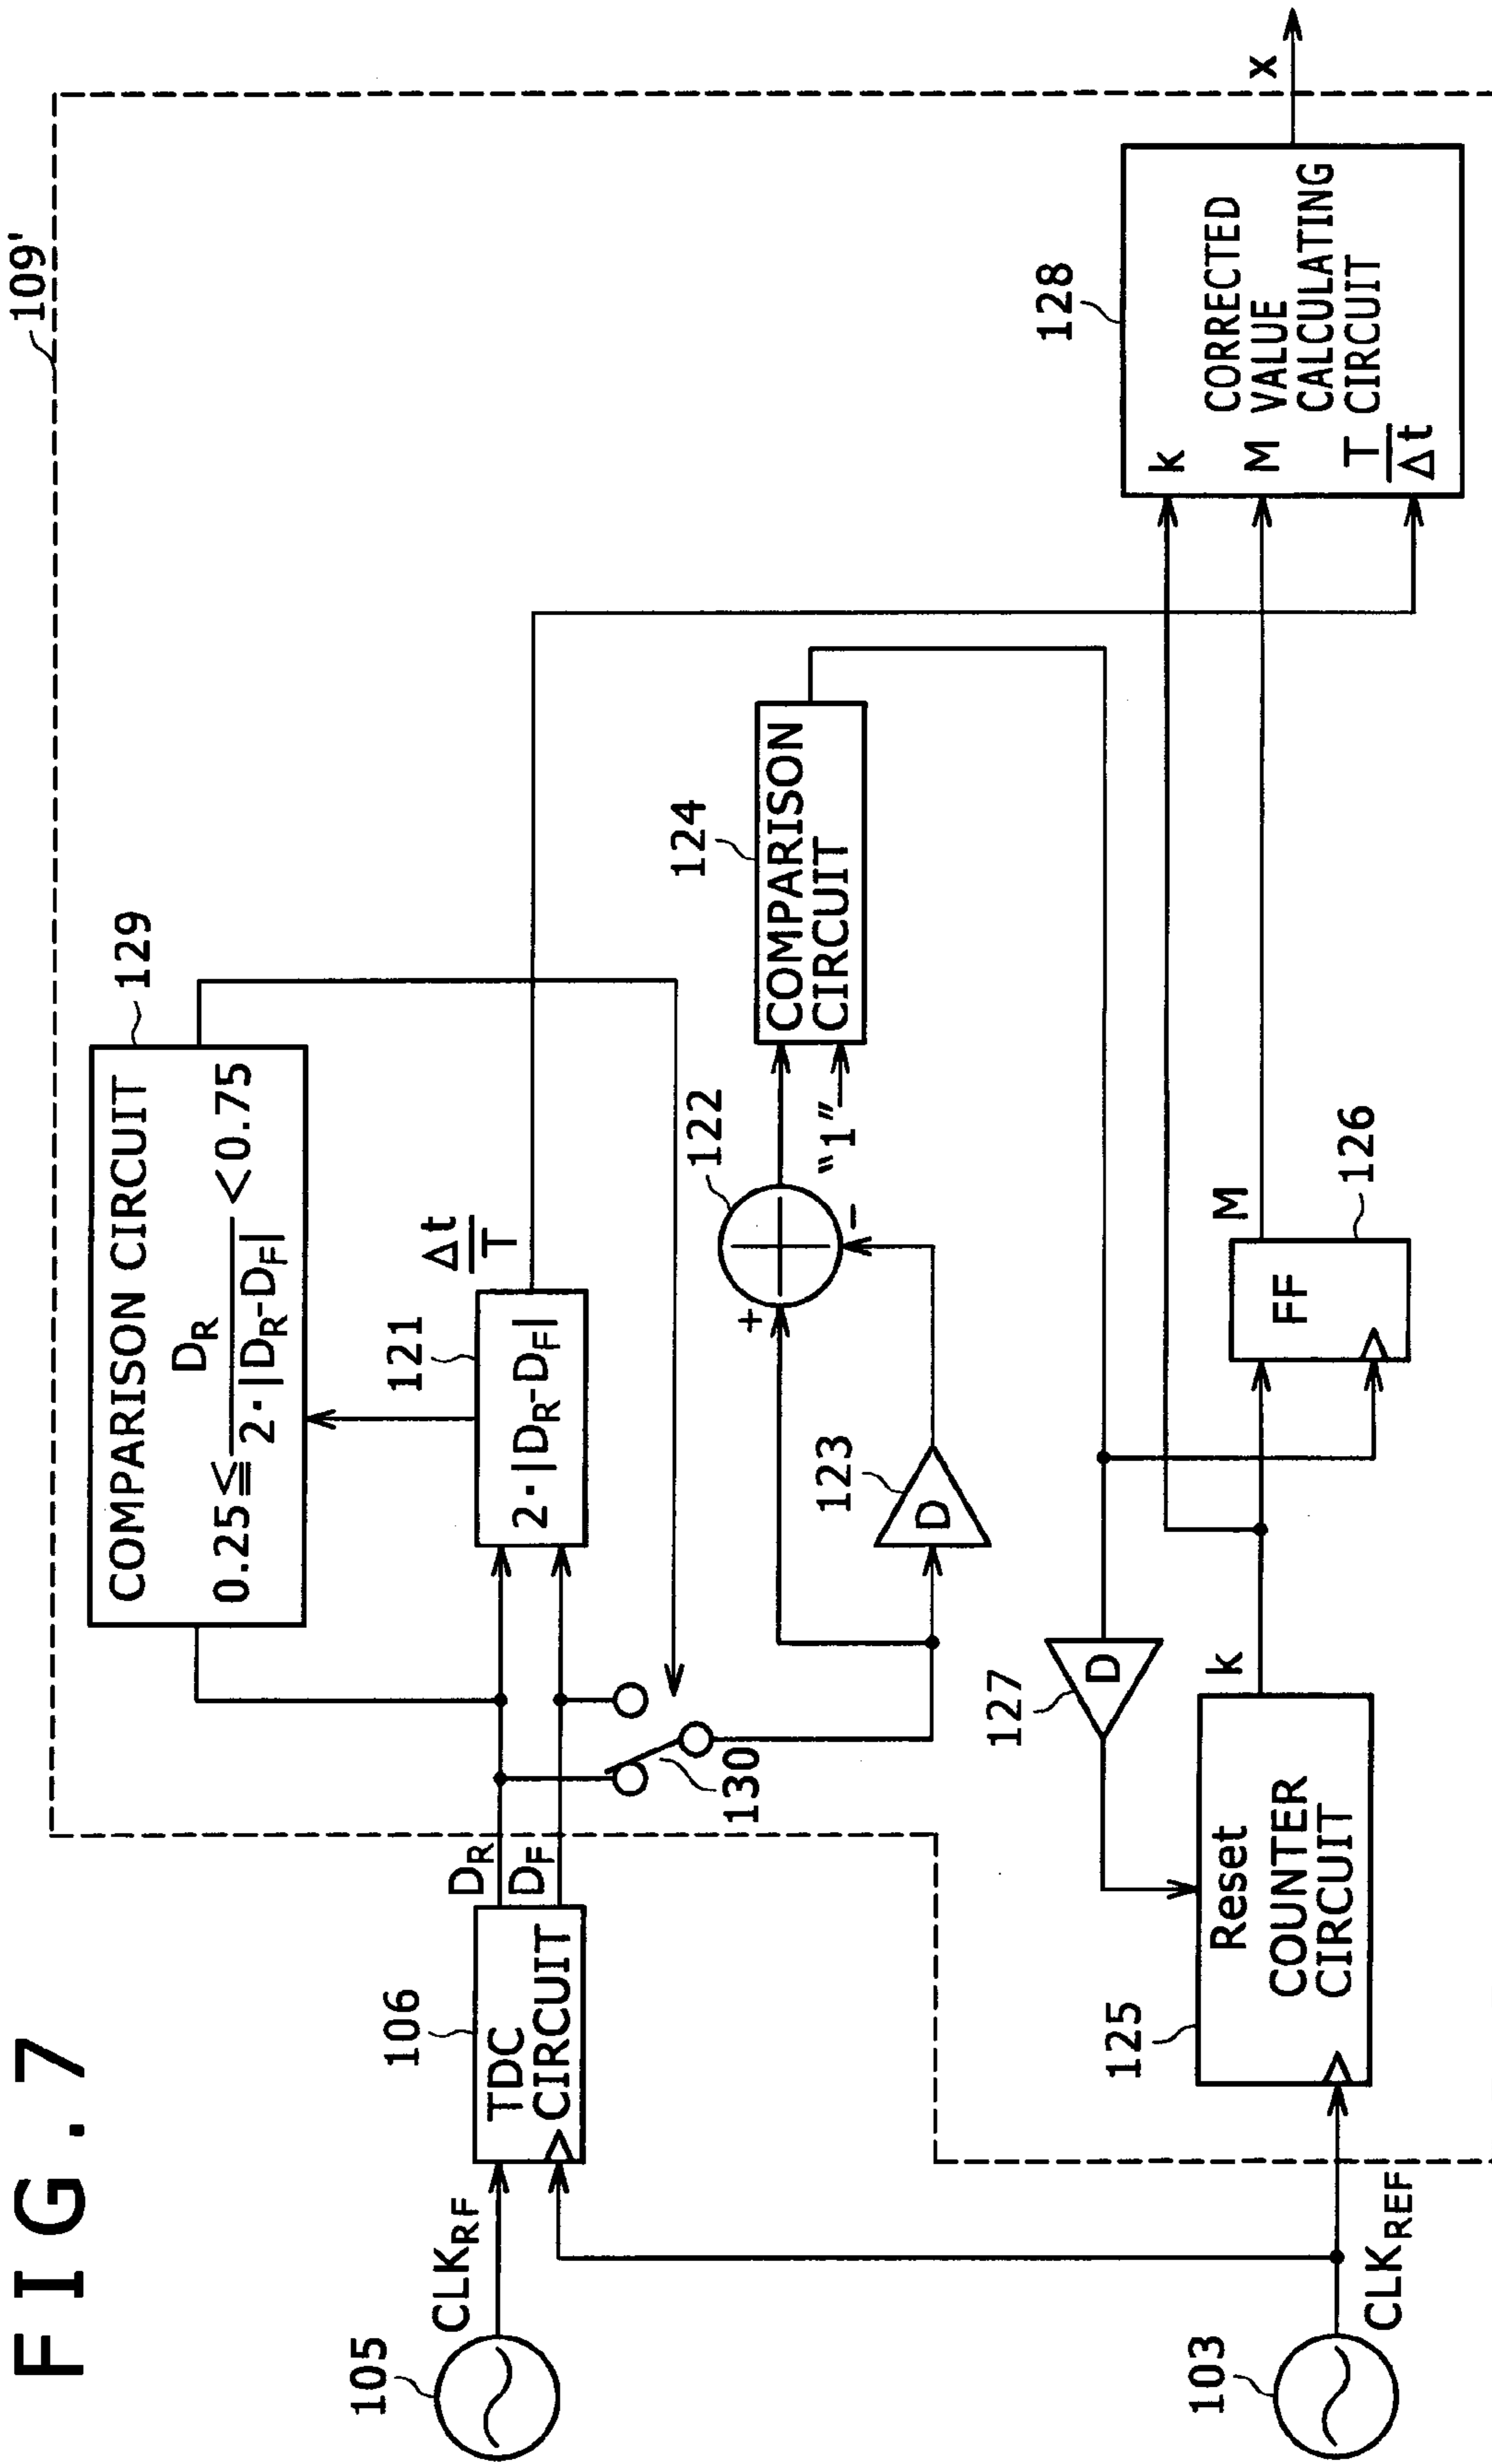 FIG.7
109'
129
COMPARISON CIRCUIT
0.25≦ D_R / 2·|D_R-D_F| <0.75
105
CLK_RF
106
TDC
CIRCUIT
D_R
D_F
121
2·|D_R-D_F|
Δt / T
130
123
D
122
+
−
"1"
124
COMPARISON
CIRCUIT
127
D
103
CLK_REF
125
Reset
COUNTER
CIRCUIT
k
126
FF
M
128
k
M
T / Δt
CORRECTED
VALUE
CALCULATING
CIRCUIT
x